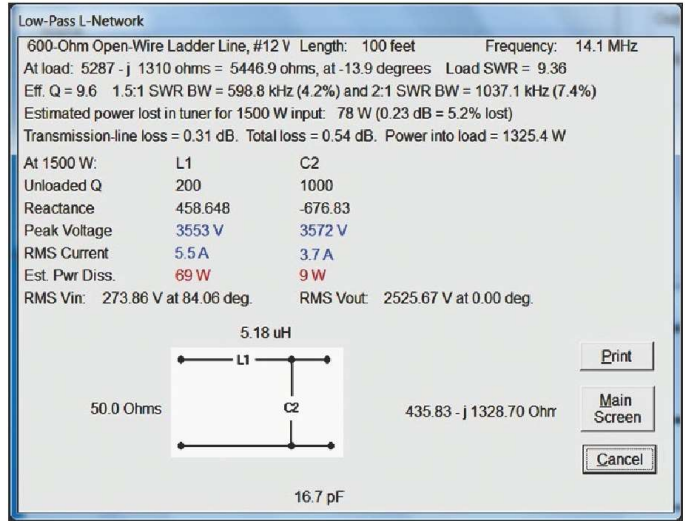 Low-Pass L-Network
600-Ohm Open-Wire Ladder Line, #12 V Length: 100 feet Frequency: 14.1 MHz
At load: 5287 - j 1310 ohms = 5446.9 ohms, at -13.9 degrees Load SWR = 9.36
Eff. Q = 9.6 1.5:1 SWR BW = 598.8 kHz (4.2%) and 2:1 SWR BW = 1037.1 kHz (7.4%)
Estimated power lost in tuner for 1500 W input: 78 W (0.23 dB = 5.2% lost)
Transmission-line loss = 0.31 dB. Total loss = 0.54 dB. Power into load = 1325.4 W
At 1500 W: L1 C2
Unloaded Q 200 1000
Reactance 458.648 -676.83
Peak Voltage 3553 V 3572 V
RMS Current 5.5 A 3.7 A
Est. Pwr Diss. 69 W 9 W
RMS Vin: 273.86 V at 84.06 deg. RMS Vout: 2525.67 V at 0.00 deg.
5.18 uH
L1
Print
50.0 Ohms
C2
435.83 - j 1328.70 Ohm
Main
Screen
Cancel
16.7 pF